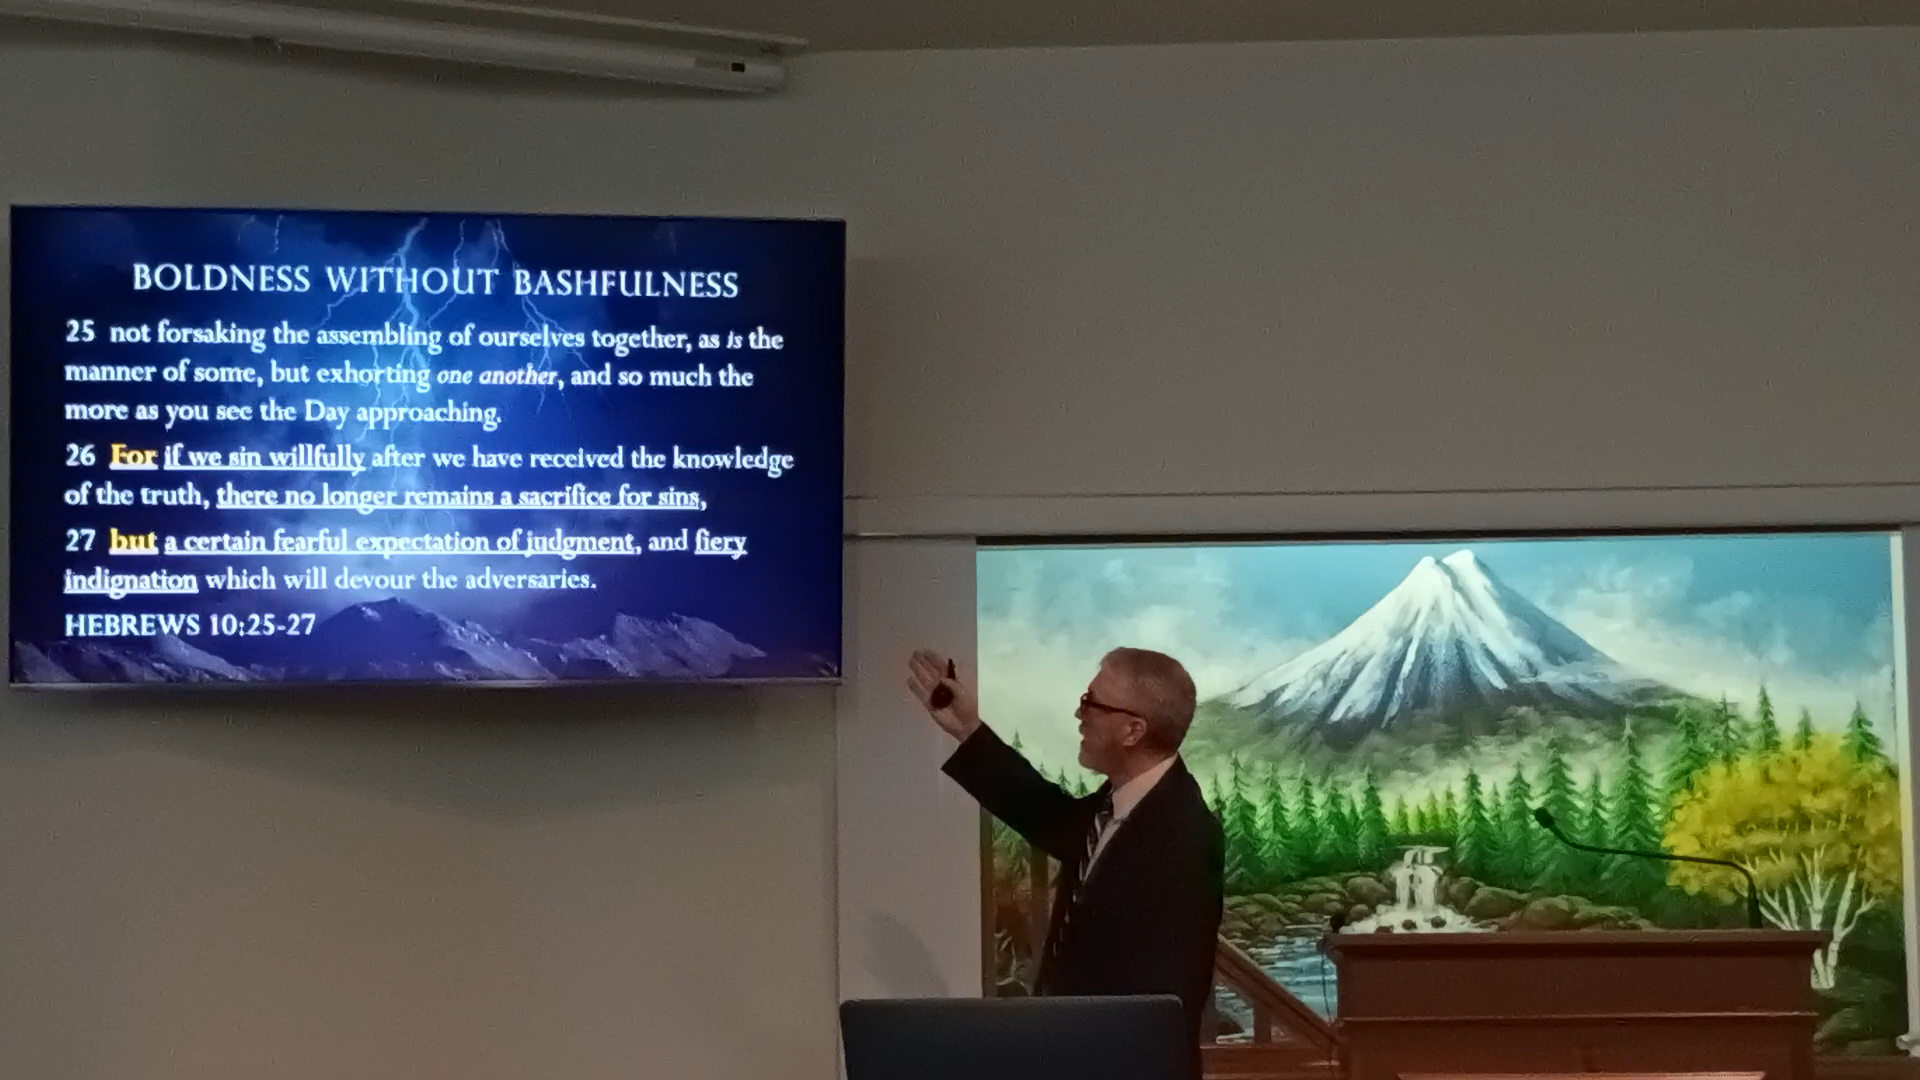 BOLDNESS WITHOUT BASHFULNESS
25 not forsaking the assembling of ourselves together, as is the
manner of some, but exhorting one another, and so much the
more as you see the Day approaching.
26 For if we sin willfully after we have received the knowledge
of the truth, there no longer remains a sacrifice for sins,
27 but a certain fearful expectation of judgment, and fiery
indignation which will devour the adversaries.
HEBREWS 10:25-27